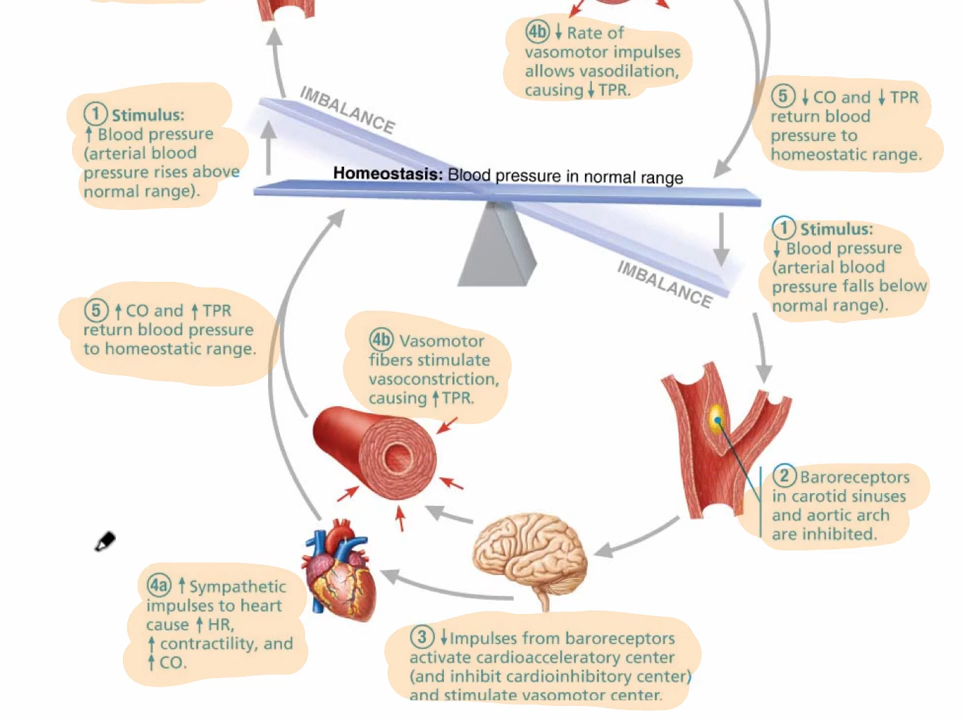 4b ↓ Rate of
vasomotor impulses
allows vasodilation,
causing ↓ TPR.
5 ↓ CO and ↓ TPR
return blood
pressure to
homeostatic range.
IMBALANCE
1 Stimulus:
↑ Blood pressure
(arterial blood
pressure rises above
normal range).
Homeostasis: Blood pressure in normal range
1 Stimulus:
↓ Blood pressure
(arterial blood
pressure falls below
normal range).
IMBALANCE
5 ↑ CO and ↑ TPR
return blood pressure
to homeostatic range.
4b Vasomotor
fibers stimulate
vasoconstriction,
causing ↑ TPR.
2 Baroreceptors
in carotid sinuses
and aortic arch
are inhibited.
4a ↑ Sympathetic
impulses to heart
cause ↑ HR,
↑ contractility, and
↑ CO.
3 ↓ Impulses from baroreceptors
activate cardioacceleratory center
(and inhibit cardioinhibitory center)
and stimulate vasomotor center.